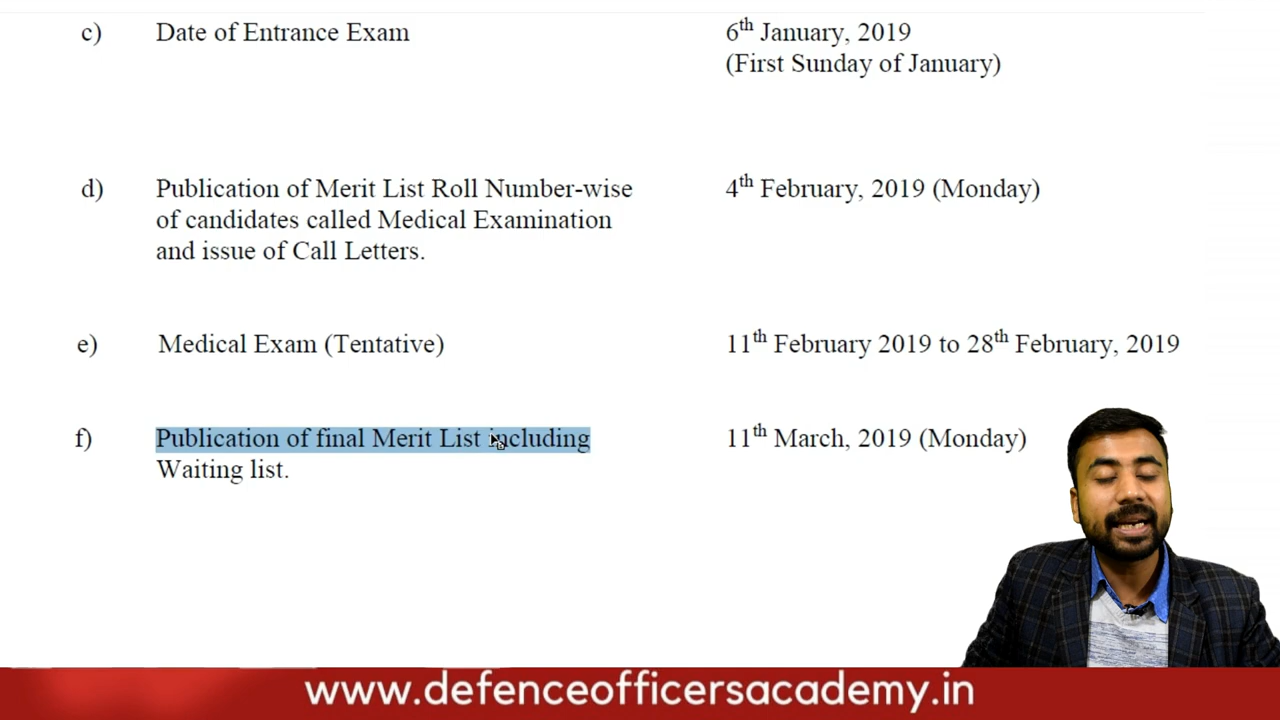 c) Date of Entrance Exam 6th January, 2019
(First Sunday of January)
d) Publication of Merit List Roll Number-wise 4th February, 2019 (Monday)
of candidates called Medical Examination
and issue of Call Letters.
e) Medical Exam (Tentative) 11th February 2019 to 28th February, 2019
f) Publication of final Merit List including 11th March, 2019 (Monday)
Waiting list.
www.defenceofficersacademy.in